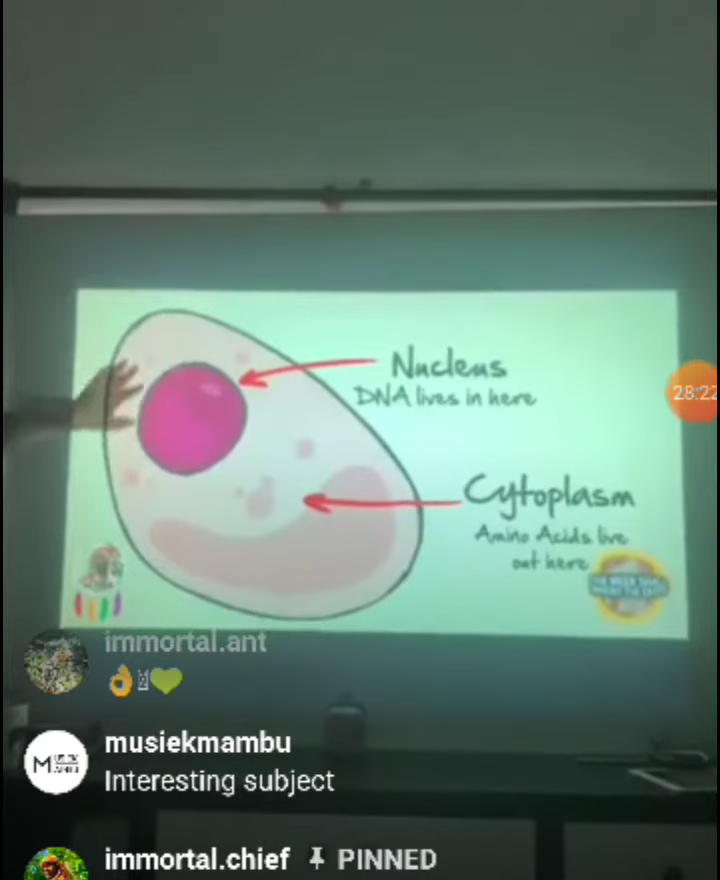 Nucleus
DNA lives in here
28:22
Cytoplasm
Amino Acids live
out here
immortal.ant
musiekmambu
Interesting subject
immortal.chief PINNED